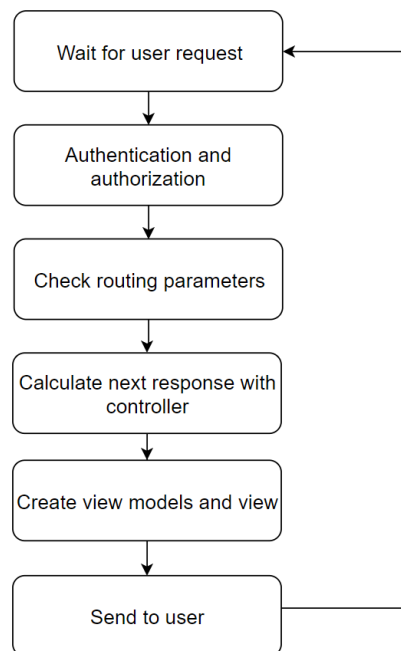 Wait for user request
Authentication and
authorization
Check routing parameters
Calculate next response with
controller
Create view models and view
Send to user